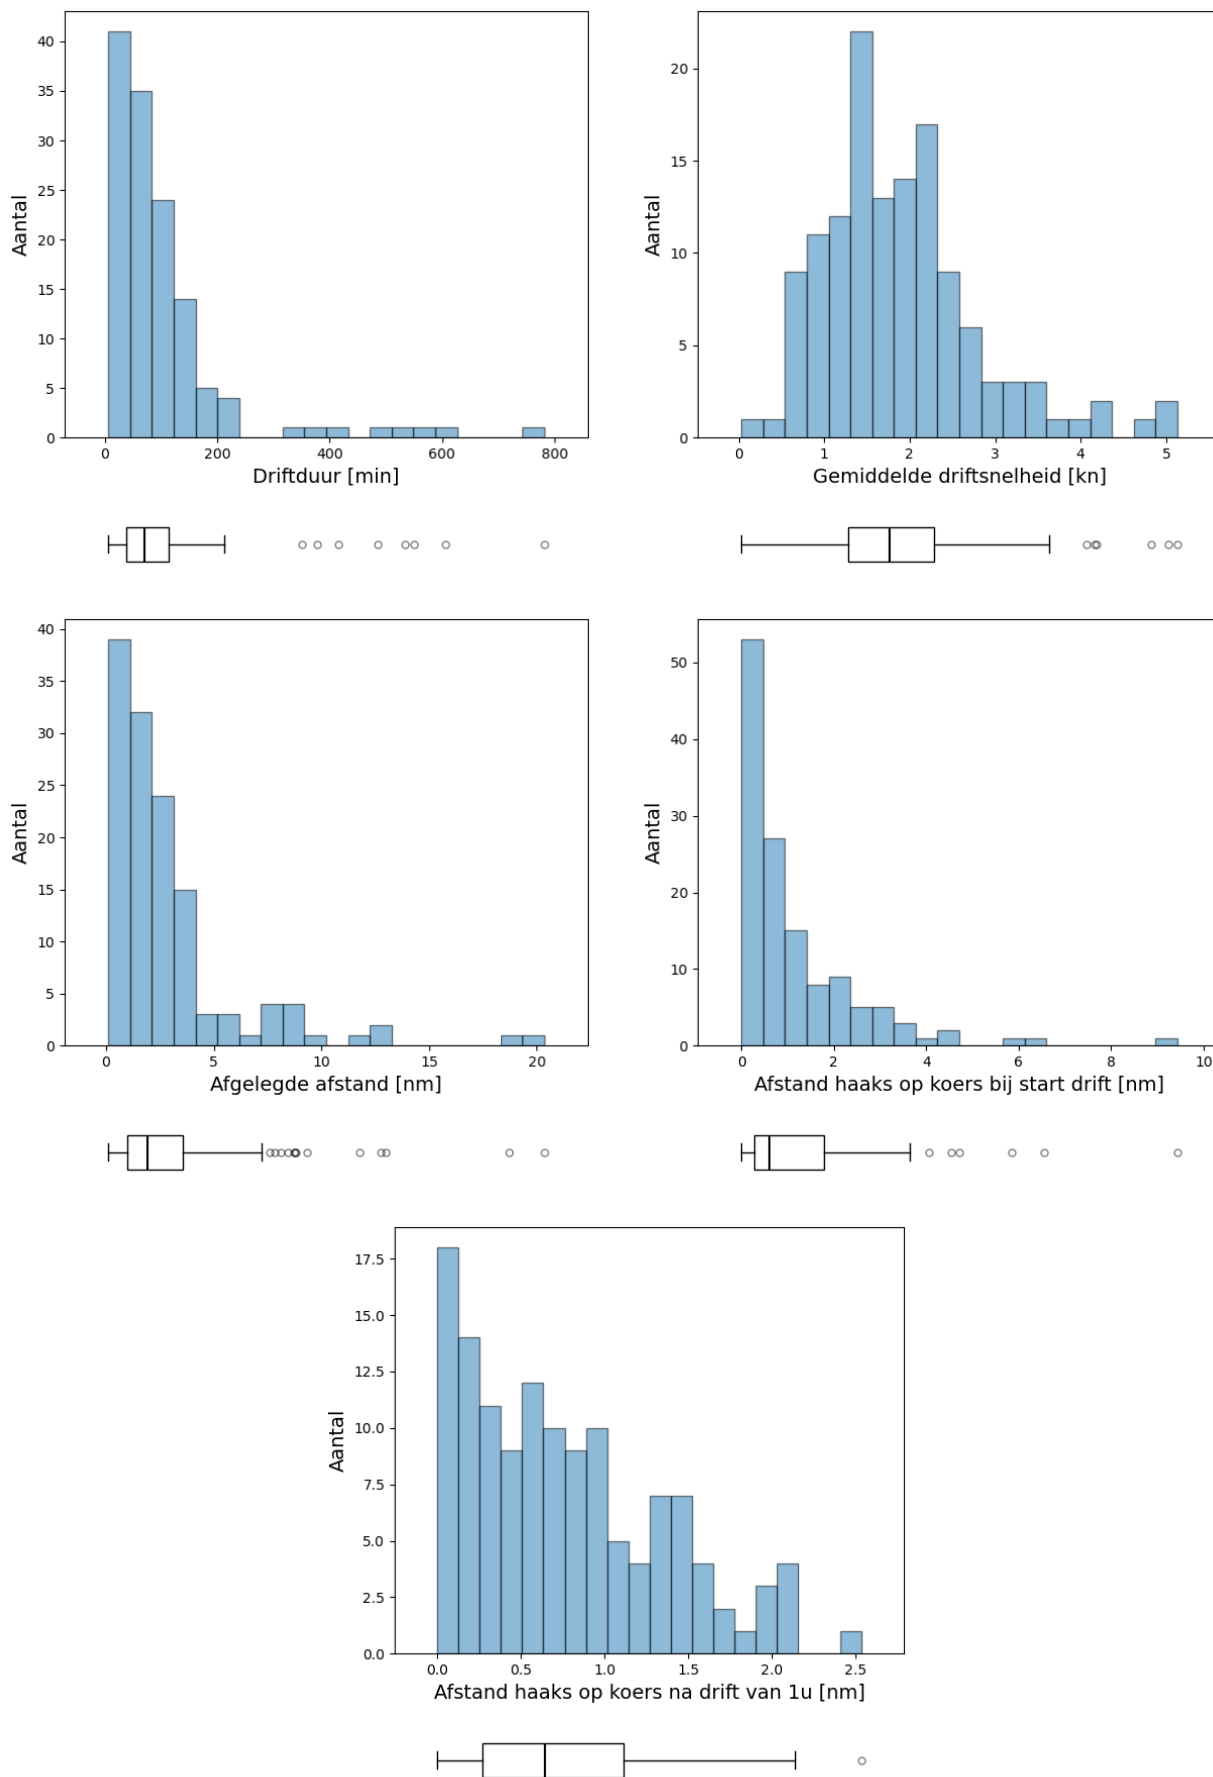 40
35
30
25
20
15
10
5
0
Aantal
0 200 400 600 800
Driftduur [min]
20
15
10
5
0
Aantal
0 1 2 3 4 5
Gemiddelde driftsnelheid [kn]
40
35
30
25
20
15
10
5
0
Aantal
0 5 10 15 20
Afgelegde afstand [nm]
50
40
30
20
10
0
Aantal
0 2 4 6 8 10
Afstand haaks op koers bij start drift [nm]
17.5
15.0
12.5
10.0
7.5
5.0
2.5
0.0
Aantal
0.0 0.5 1.0 1.5 2.0 2.5
Afstand haaks op koers na drift van 1u [nm]